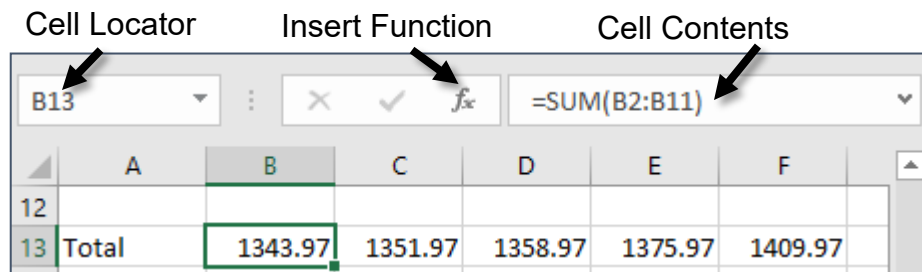 Cell Locator Insert Function Cell Contents
B13 fx =SUM(B2:B11)
A B C D E F
12
13 Total 1343.97 1351.97 1358.97 1375.97 1409.97